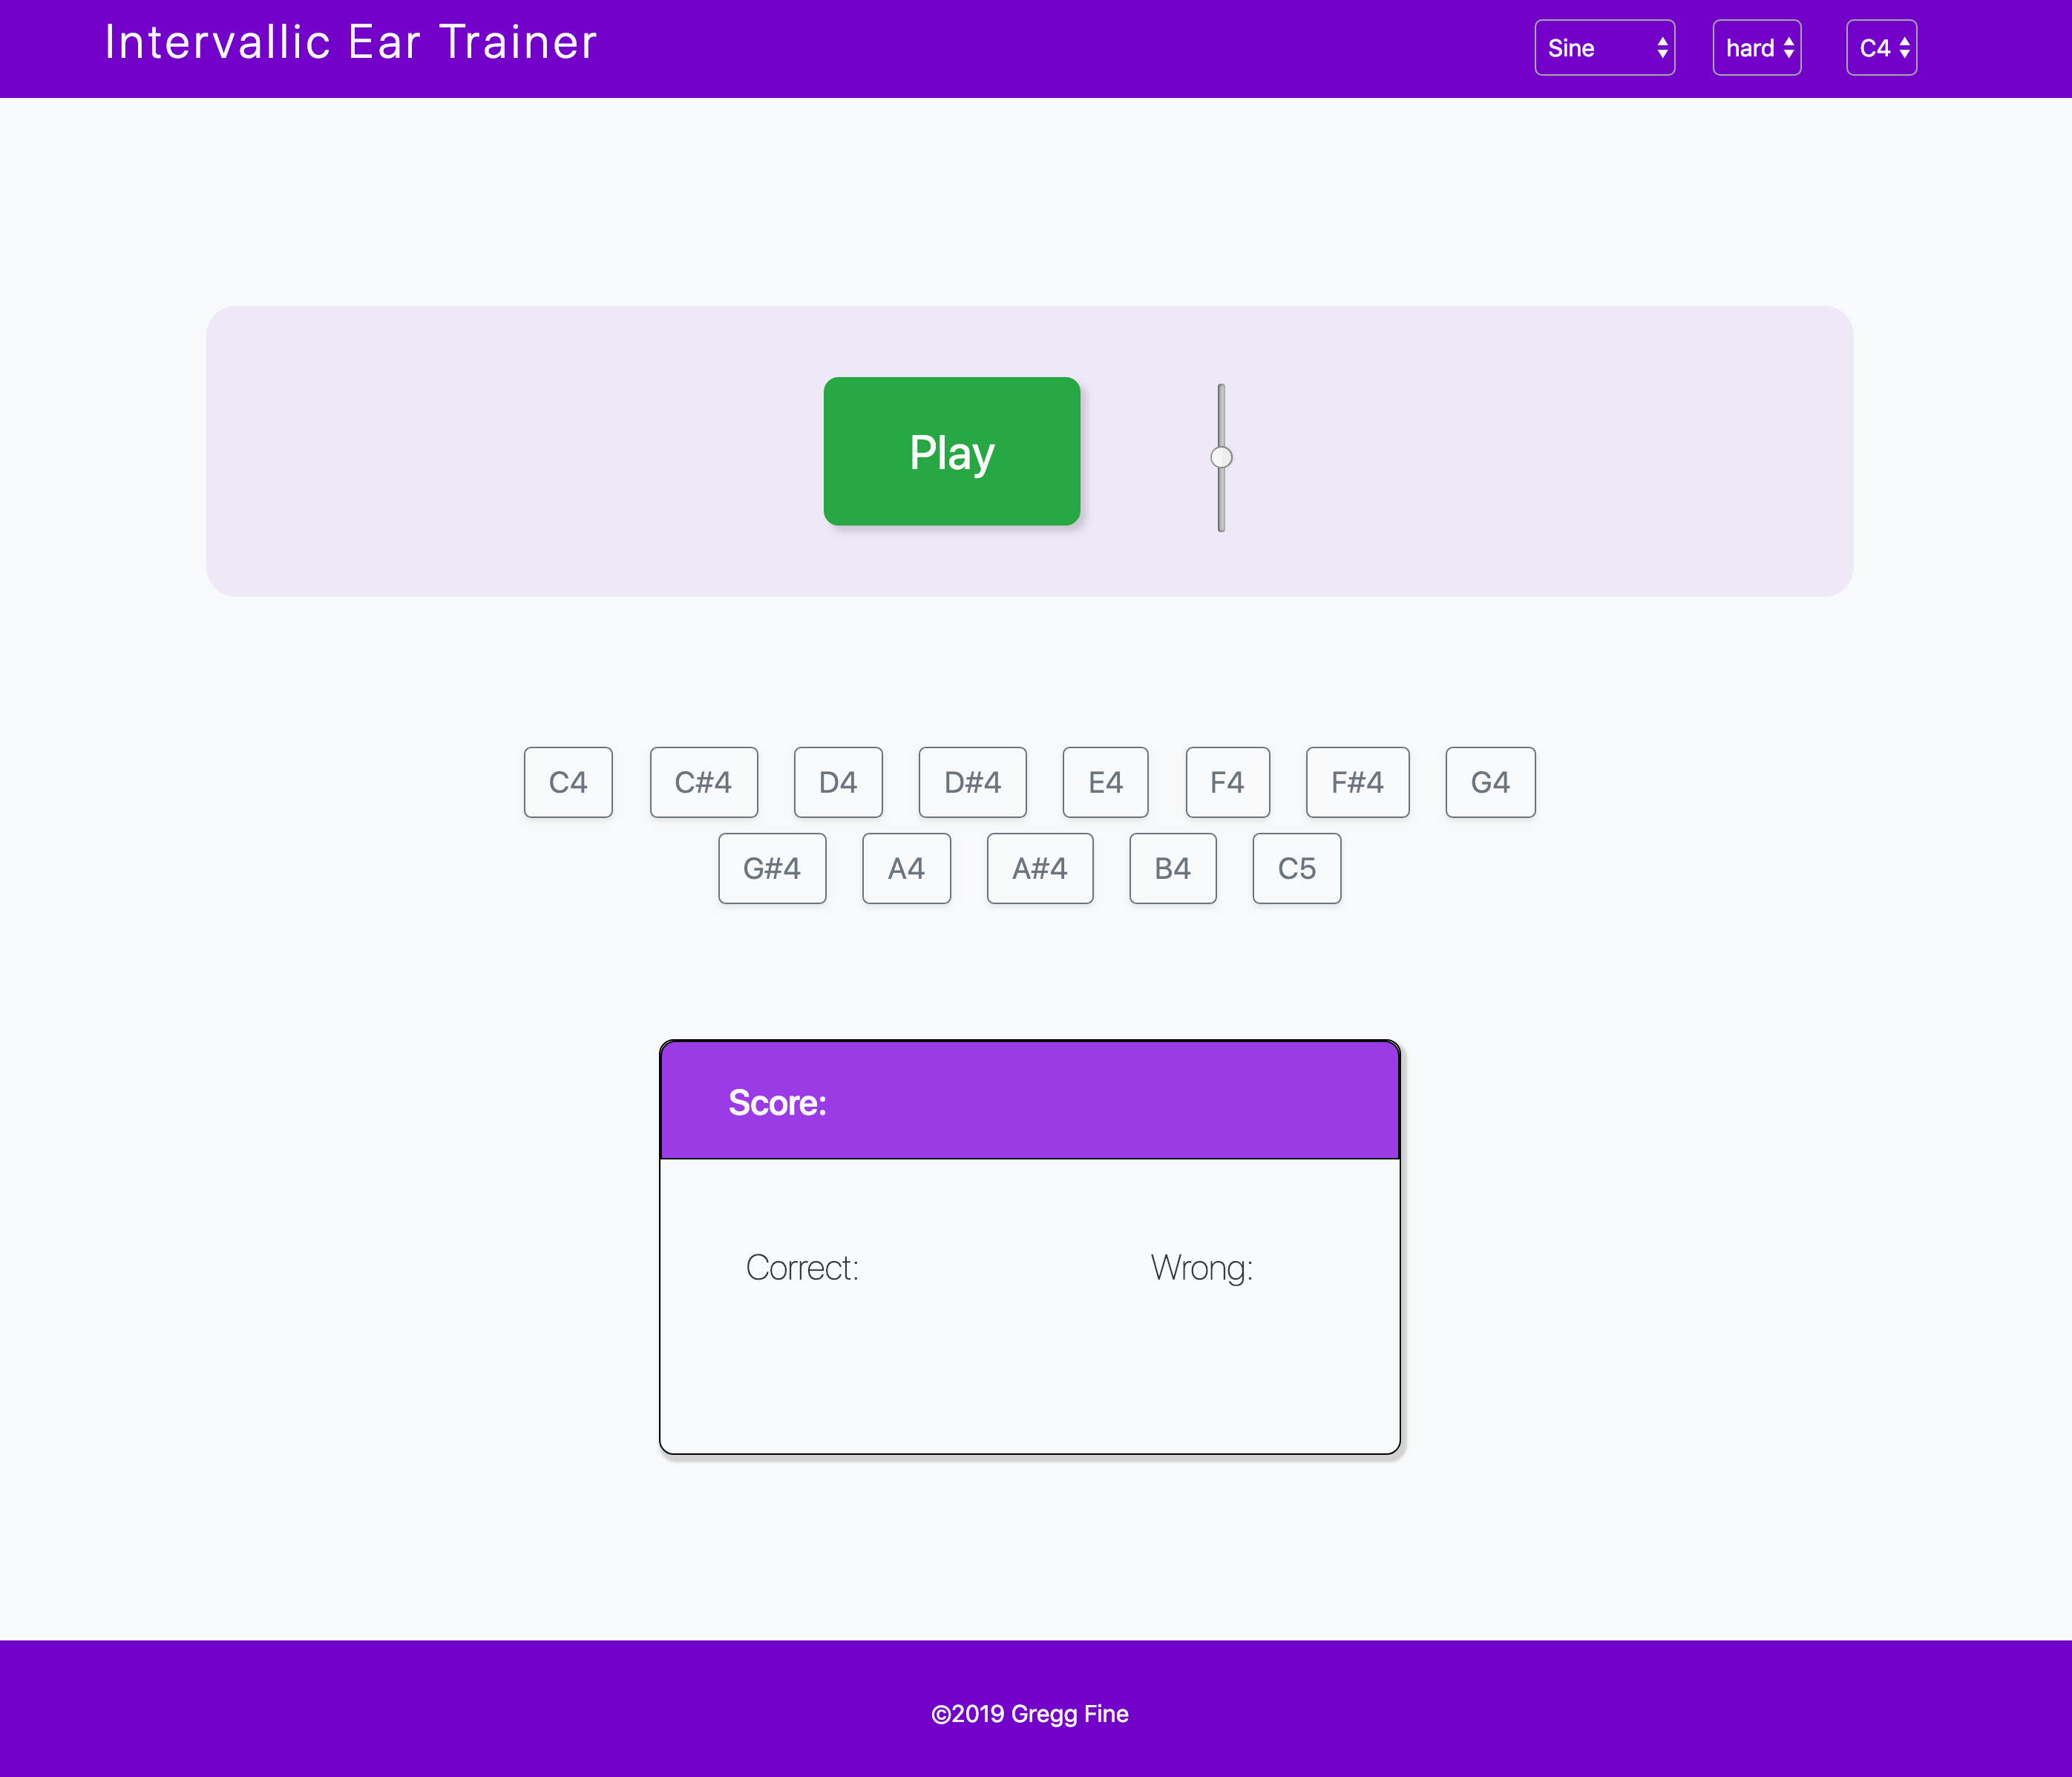 Intervallic Ear Trainer
Sine hard C4
Play
C4 C#4 D4 D#4 E4 F4 F#4 G4
G#4 A4 A#4 B4 C5
Score:
Correct: Wrong:
©2019 Gregg Fine